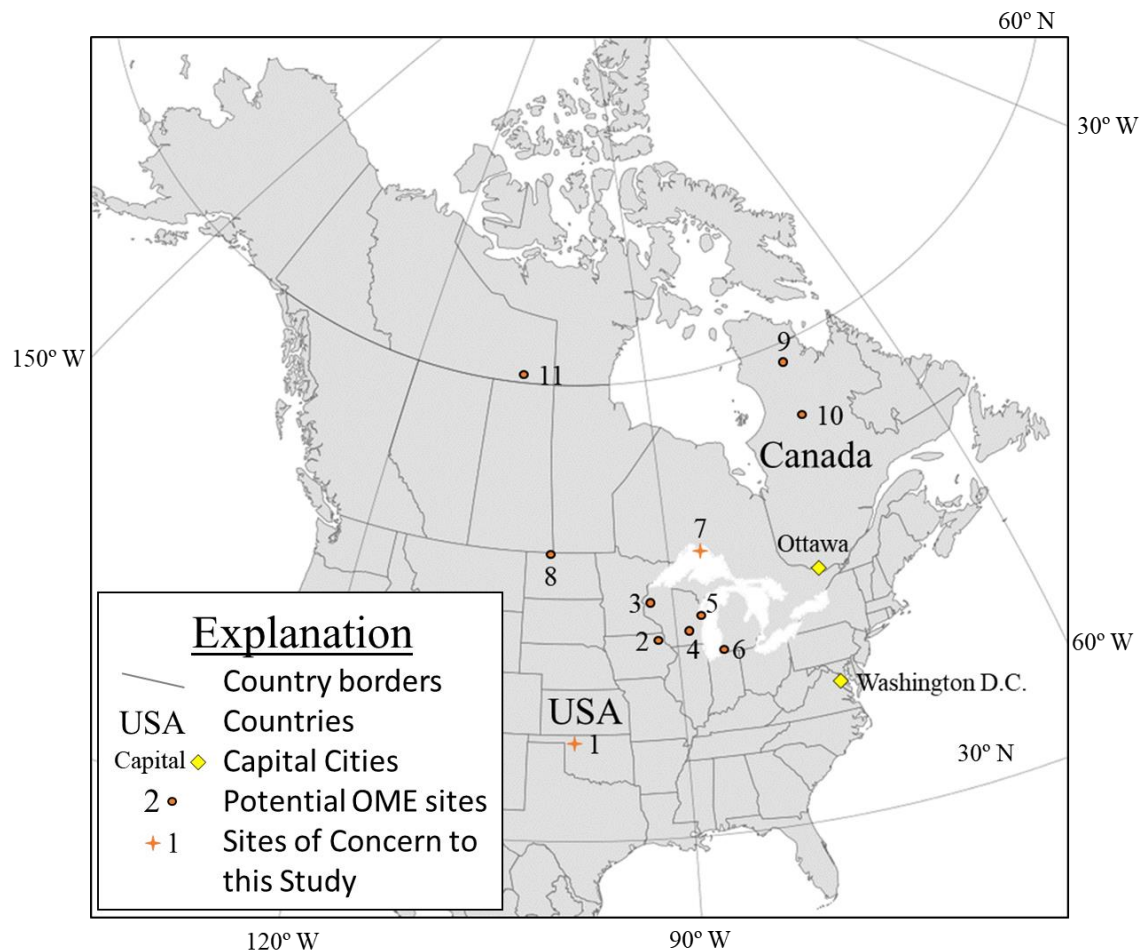 60º N
30º W
150º W
9
11
10
Canada
7
Ottawa
8
3
5
2
4
6
60º W
Washington D.C.
USA
1
30º N
Explanation
Country borders
USA Countries
Capital Capital Cities
2 Potential OME sites
1 Sites of Concern to
this Study
120º W
90º W